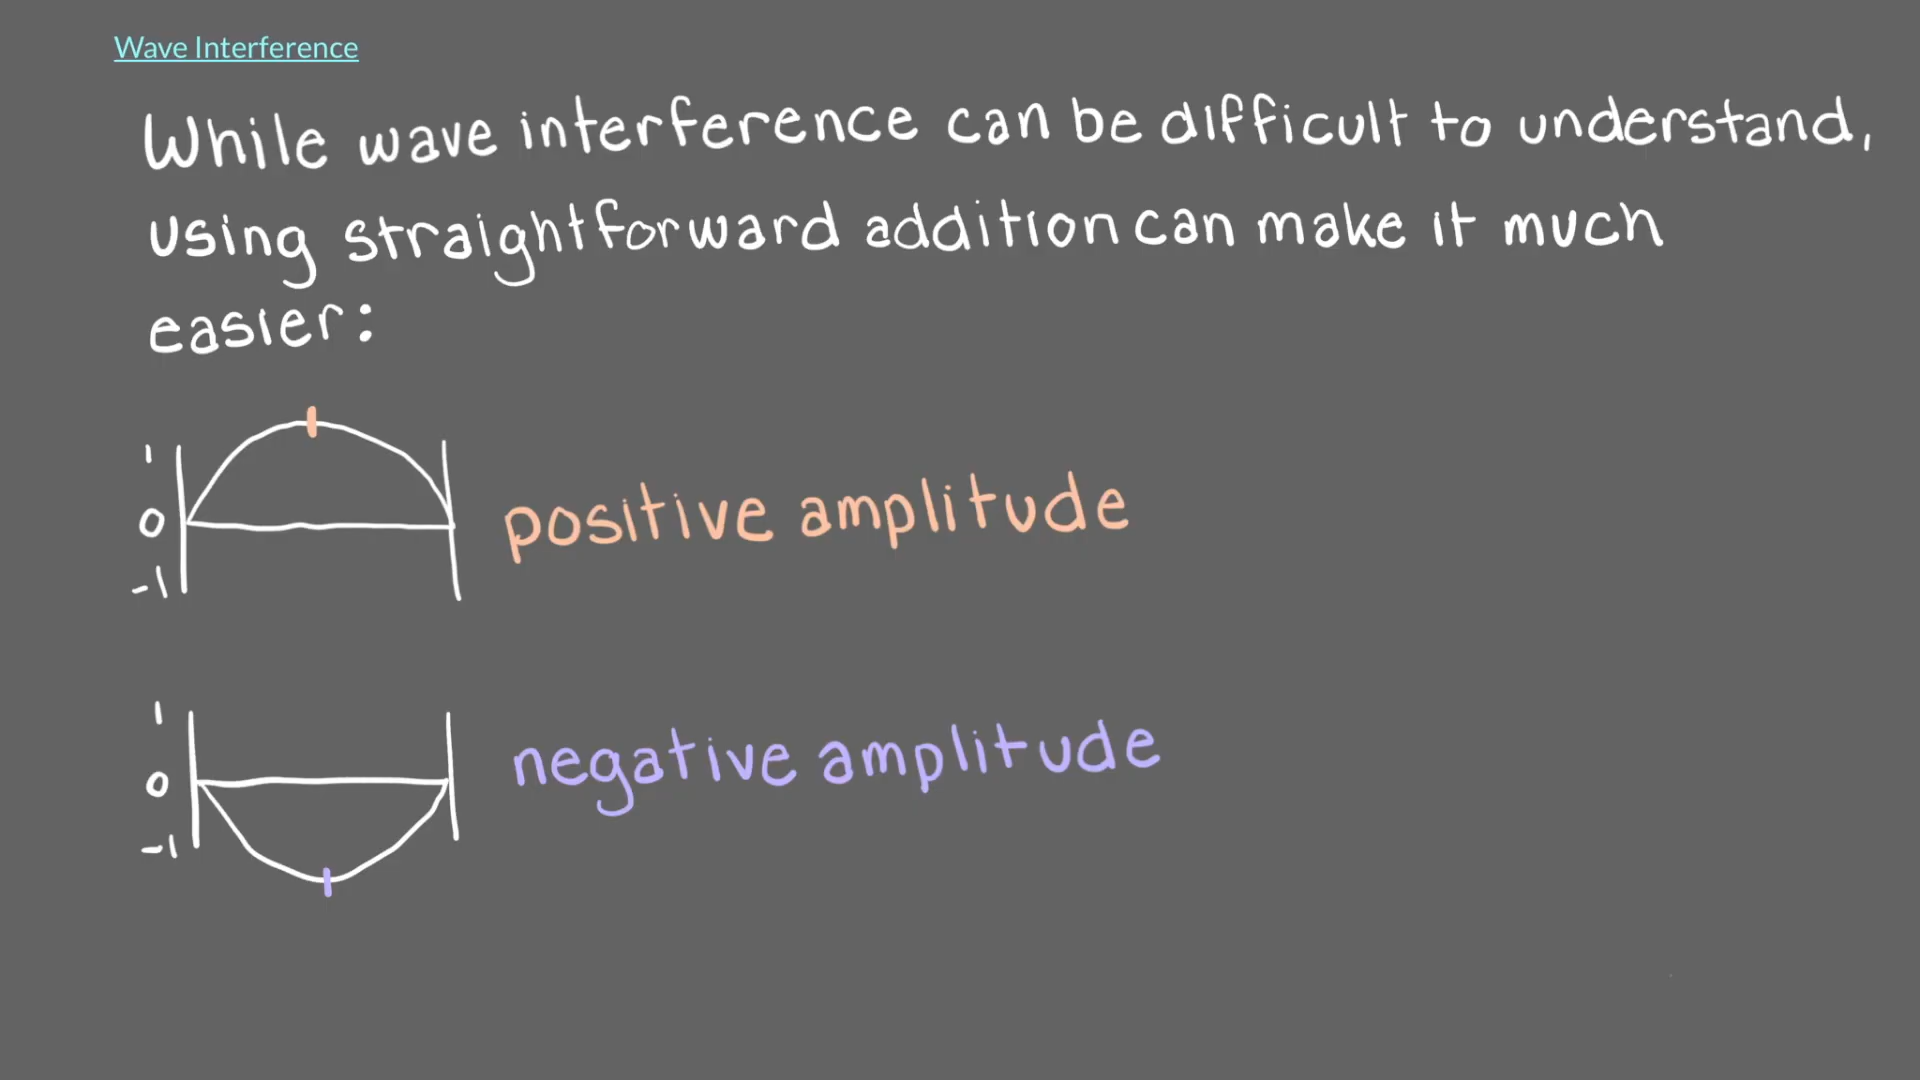 Wave Interference
While wave interference can be difficult to understand,
using straightforward addition can make it much
easier:
1
0
-1
positive amplitude
1
0
-1
negative amplitude